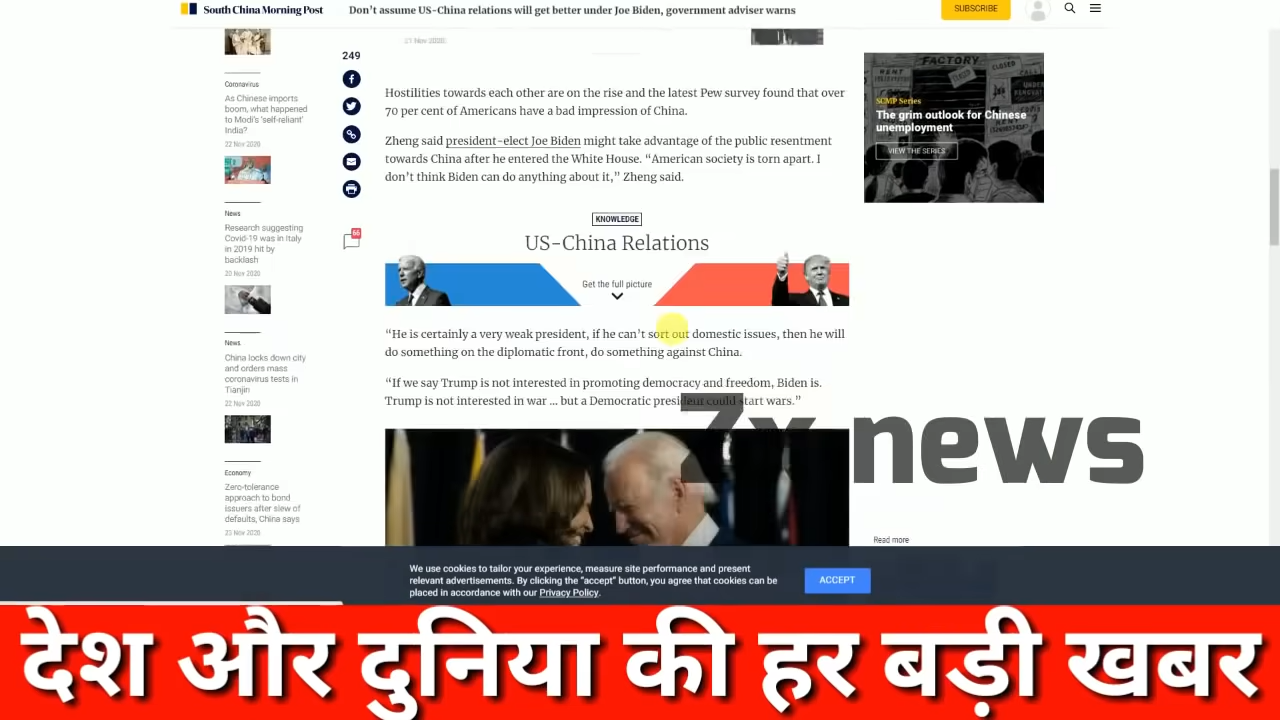 South China Morning Post
Don't assume US-China relations will get better under Joe Biden, government adviser warns
SUBSCRIBE
21 Nov 2020
249
Coronavirus
As Chinese imports
boom, what happened
to Modi's 'self-reliant'
India?
22 Nov 2020
News
Research suggesting
Covid-19 was in Italy
in 2019 hit by
backlash
20 Nov 2020
News
China locks down city
and orders mass
coronavirus tests in
Tianjin
22 Nov 2020
Economy
Zero-tolerance
approach to bond
issuers after slew of
defaults, China says
23 Nov 2020
66
Hostilities towards each other are on the rise and the latest Pew survey found that over
70 per cent of Americans have a bad impression of China.
Zheng said president-elect Joe Biden might take advantage of the public resentment
towards China after he entered the White House. “American society is torn apart. I
don't think Biden can do anything about it,” Zheng said.
KNOWLEDGE
US-China Relations
Get the full picture
“He is certainly a very weak president, if he can't sort out domestic issues, then he will
do something on the diplomatic front, do something against China.
“If we say Trump is not interested in promoting democracy and freedom, Biden is.
Trump is not interested in war ... but a Democratic president could start wars.”
FACTORY
RENT
CLOSED
SCMP Series
The grim outlook for Chinese
unemployment
VIEW THE SERIES
news
Read more
We use cookies to tailor your experience, measure site performance and present
relevant advertisements. By clicking the “accept” button, you agree that cookies can be
placed in accordance with our Privacy Policy.
ACCEPT
देश और दुनिया की हर बड़ी खबर